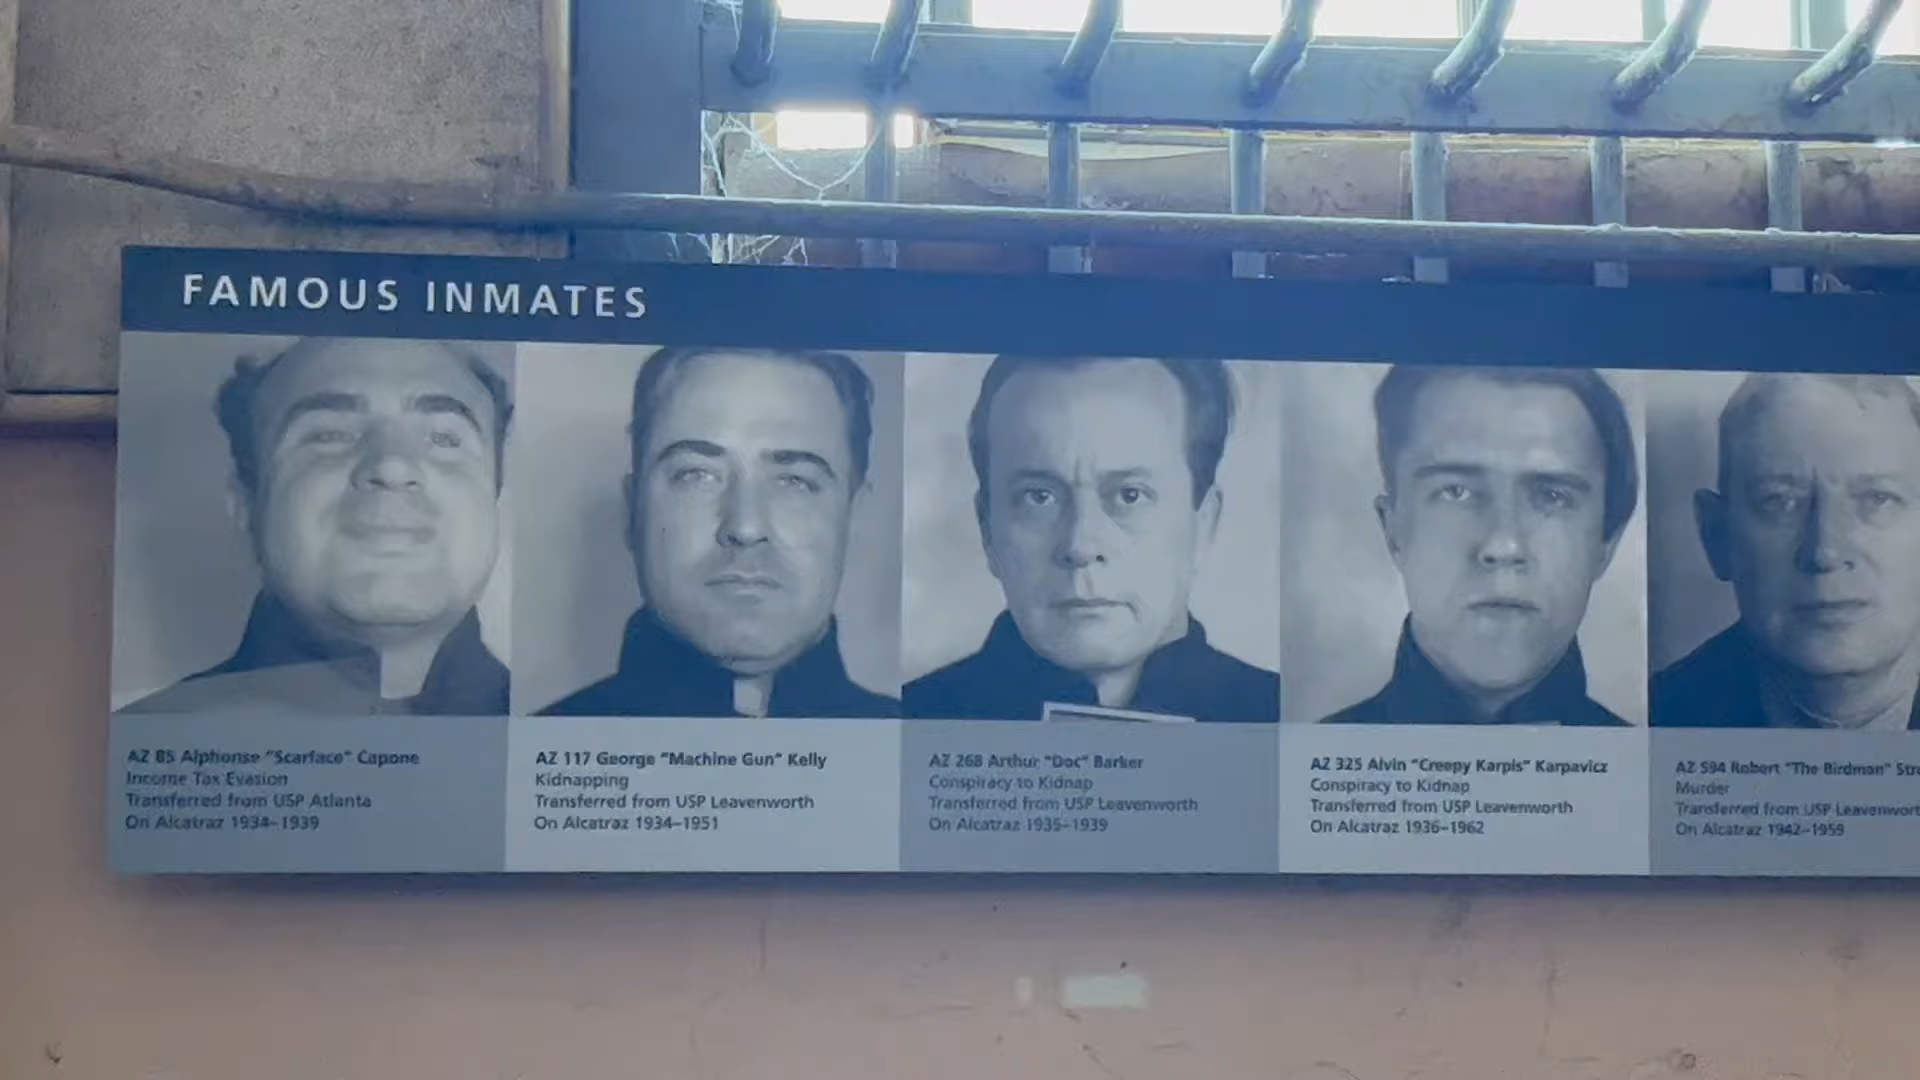 FAMOUS INMATES
AZ 85 Alphonse "Scarface" Capone
Income Tax Evasion
Transferred from USP Atlanta
On Alcatraz 1934–1939
AZ 117 George "Machine Gun" Kelly
Kidnapping
Transferred from USP Leavenworth
On Alcatraz 1934–1951
AZ 268 Arthur "Doc" Barker
Conspiracy to Kidnap
Transferred from USP Leavenworth
On Alcatraz 1935–1939
AZ 325 Alvin "Creepy Karpis" Karpavicz
Conspiracy to Kidnap
Transferred from USP Leavenworth
On Alcatraz 1936–1962
AZ 594 Robert "The Birdman"
Murder
Transferred from USP Leavenwort
On Alcatraz 1942–1959